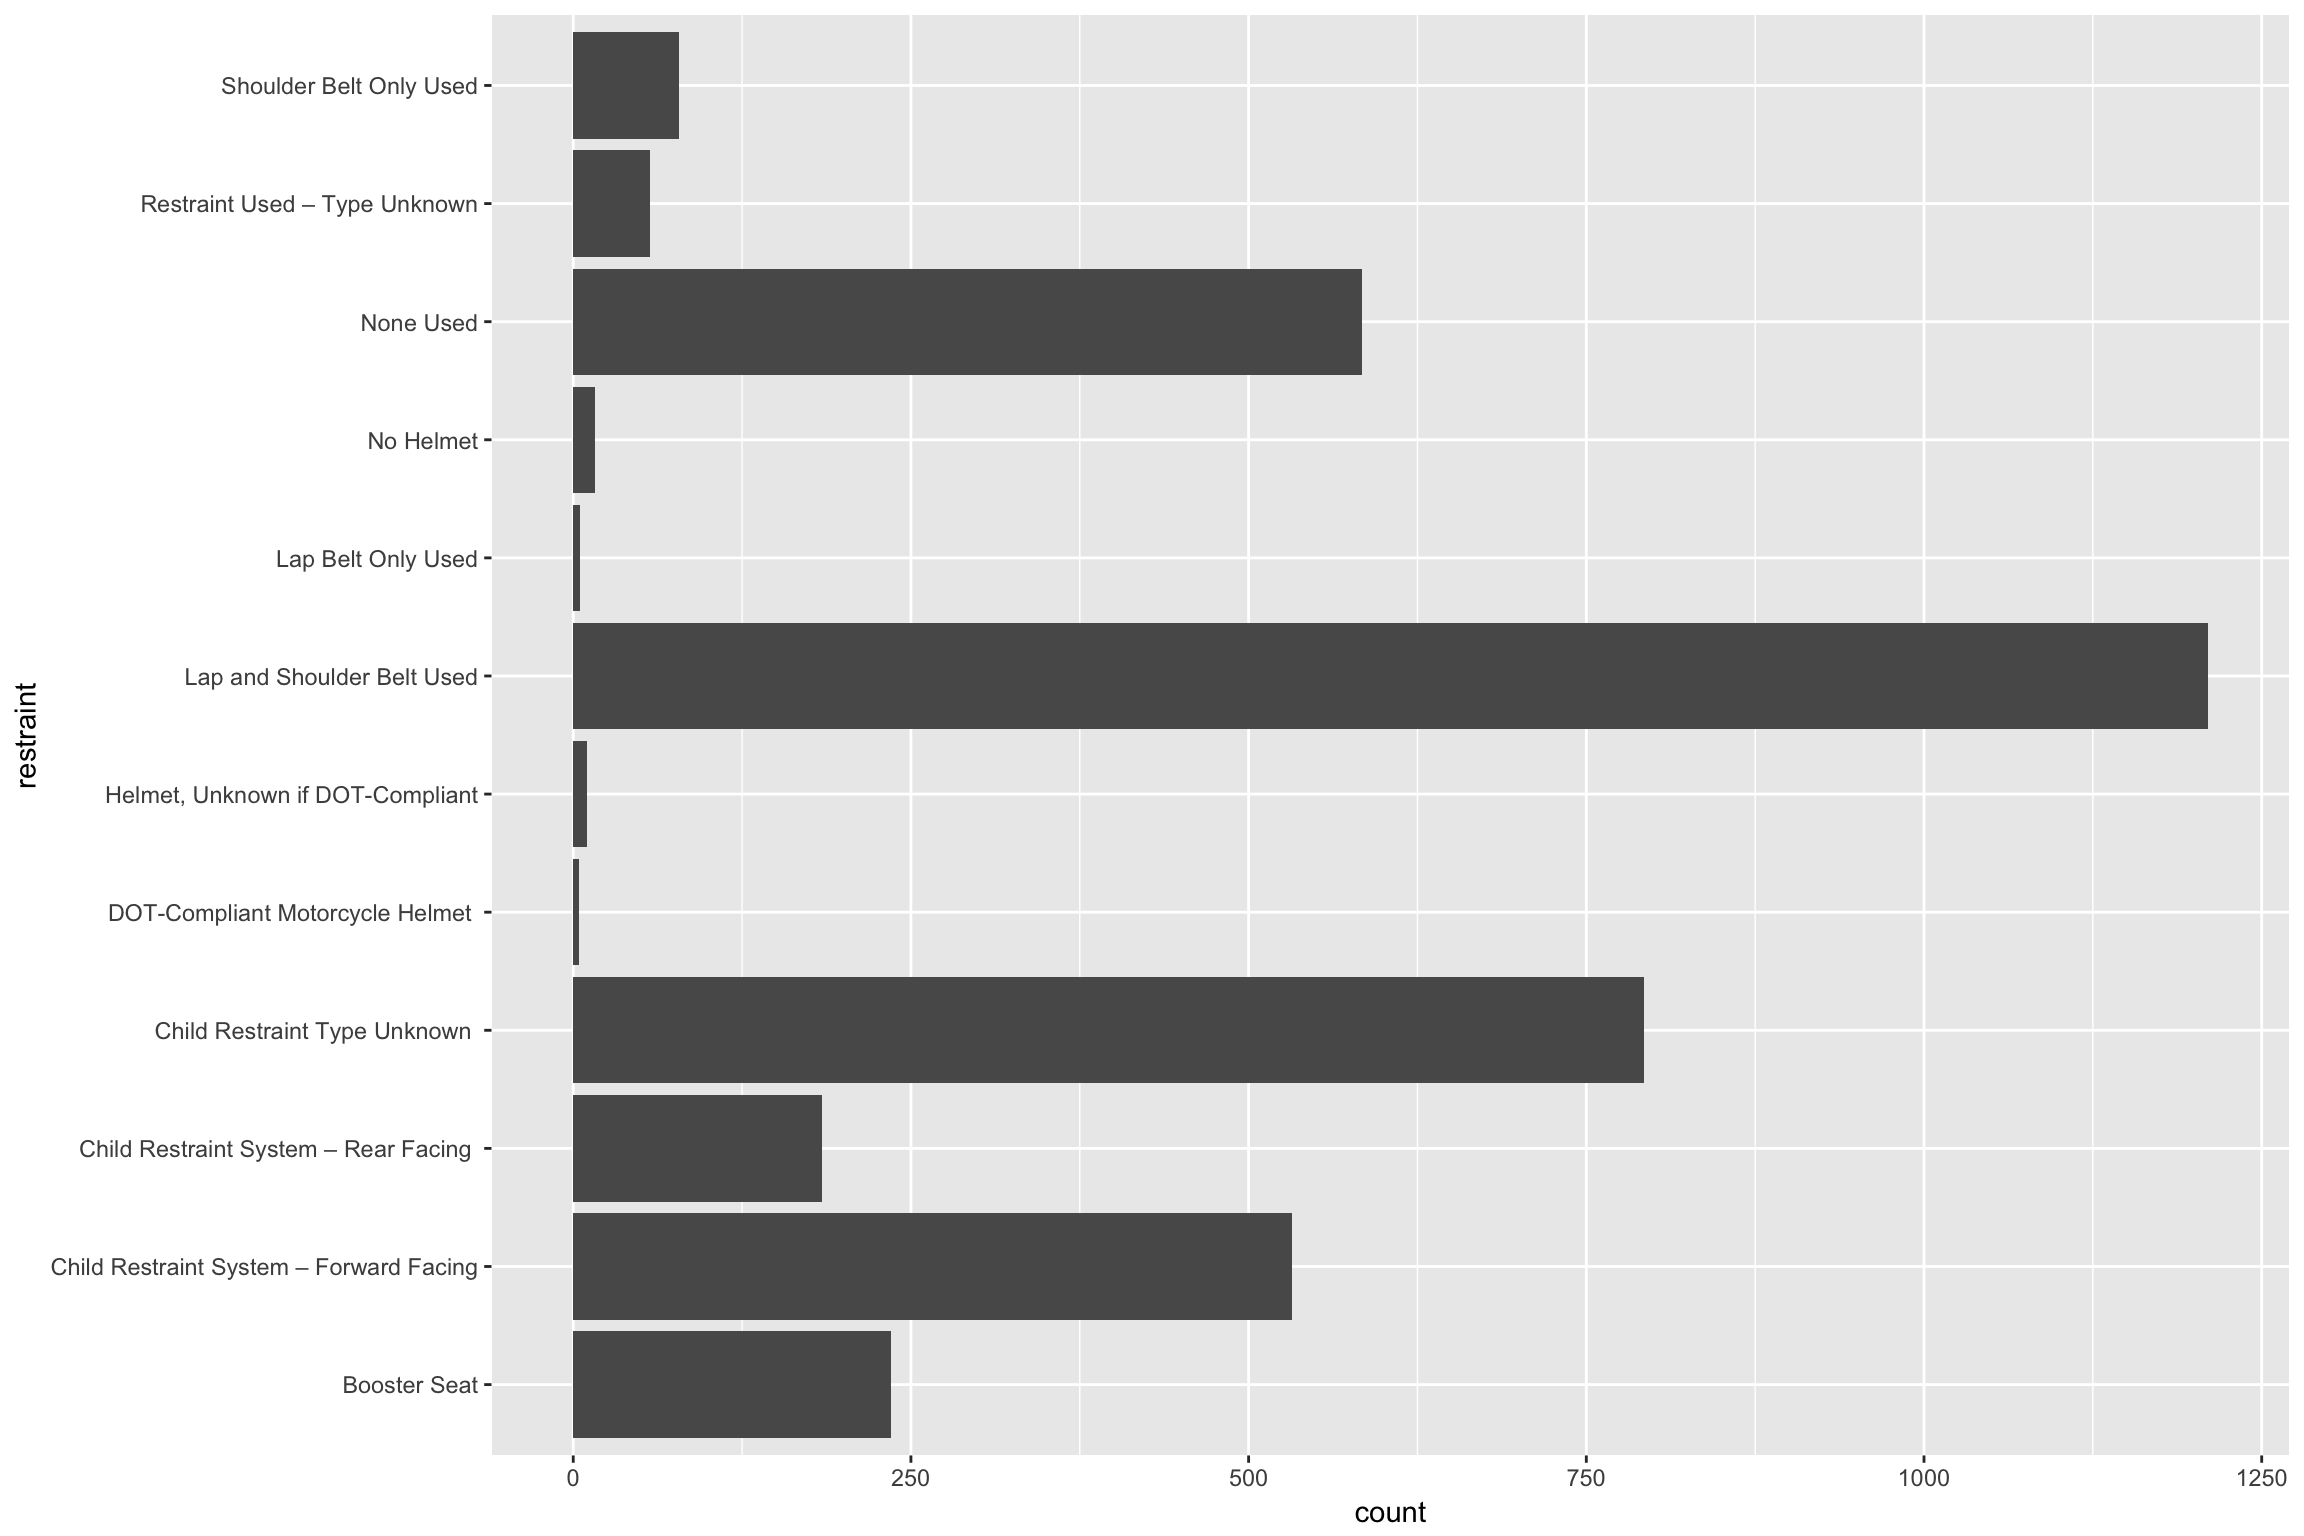 Shoulder Belt Only Used
Restraint Used – Type Unknown
None Used
No Helmet
Lap Belt Only Used
Lap and Shoulder Belt Used
Helmet, Unknown if DOT-Compliant
DOT-Compliant Motorcycle Helmet
Child Restraint Type Unknown
Child Restraint System – Rear Facing
Child Restraint System – Forward Facing
Booster Seat
restraint
0 250 500 750 1000 1250
count